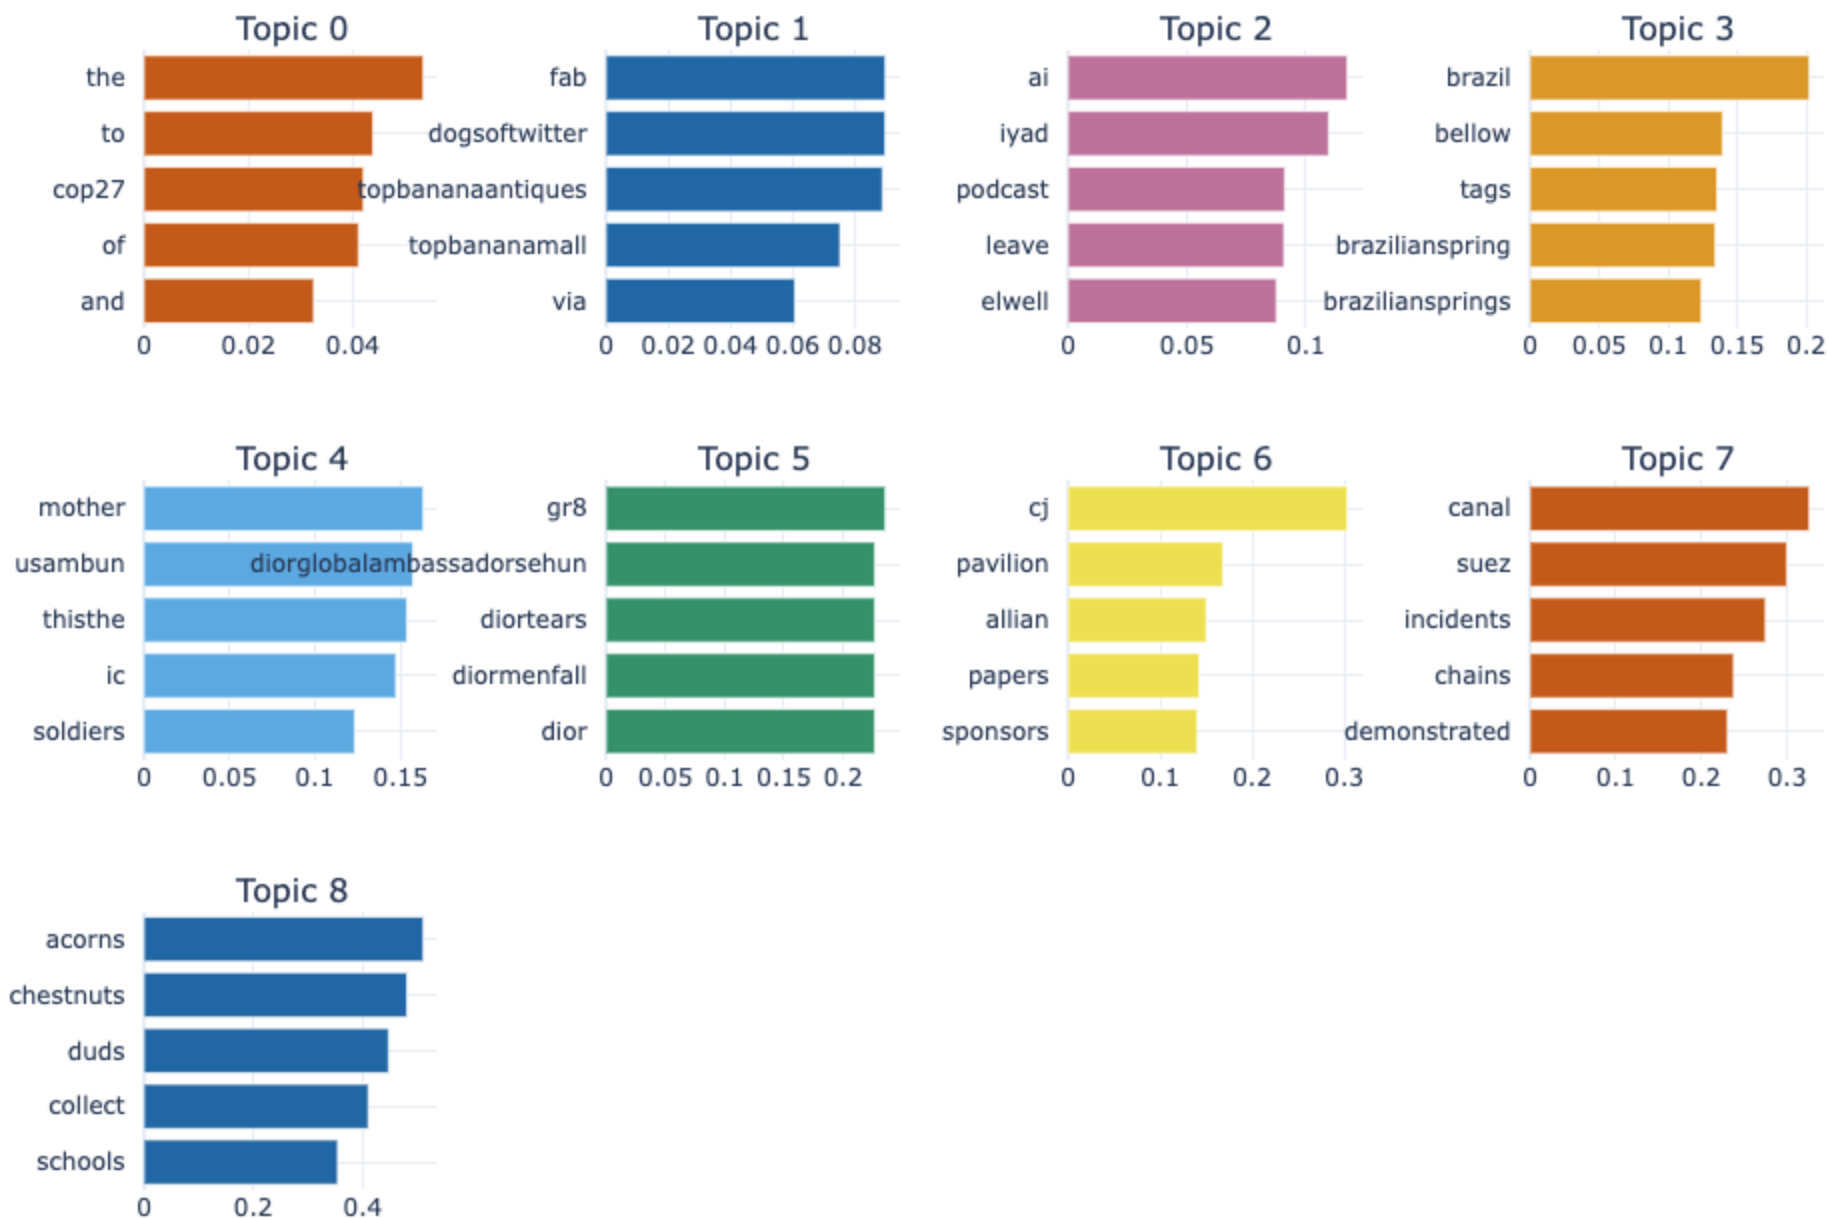 Topic 0
the
to
cop27
of
and
0 0.02 0.04
Topic 1
fab
dogsoftwitter
topbananaantiques
topbananamall
via
0 0.02 0.04 0.06 0.08
Topic 2
ai
iyad
podcast
leave
elwell
0 0.05 0.1
Topic 3
brazil
bellow
tags
brazilianspring
braziliansprings
0 0.05 0.1 0.15 0.2
Topic 4
mother
usambun
thisthe
ic
soldiers
0 0.05 0.1 0.15
Topic 5
gr8
diorglobalambassadorsehun
diortears
diormenfall
dior
0 0.05 0.1 0.15 0.2
Topic 6
cj
pavilion
allian
papers
sponsors
0 0.1 0.2 0.3
Topic 7
canal
suez
incidents
chains
demonstrated
0 0.1 0.2 0.3
Topic 8
acorns
chestnuts
duds
collect
schools
0 0.2 0.4